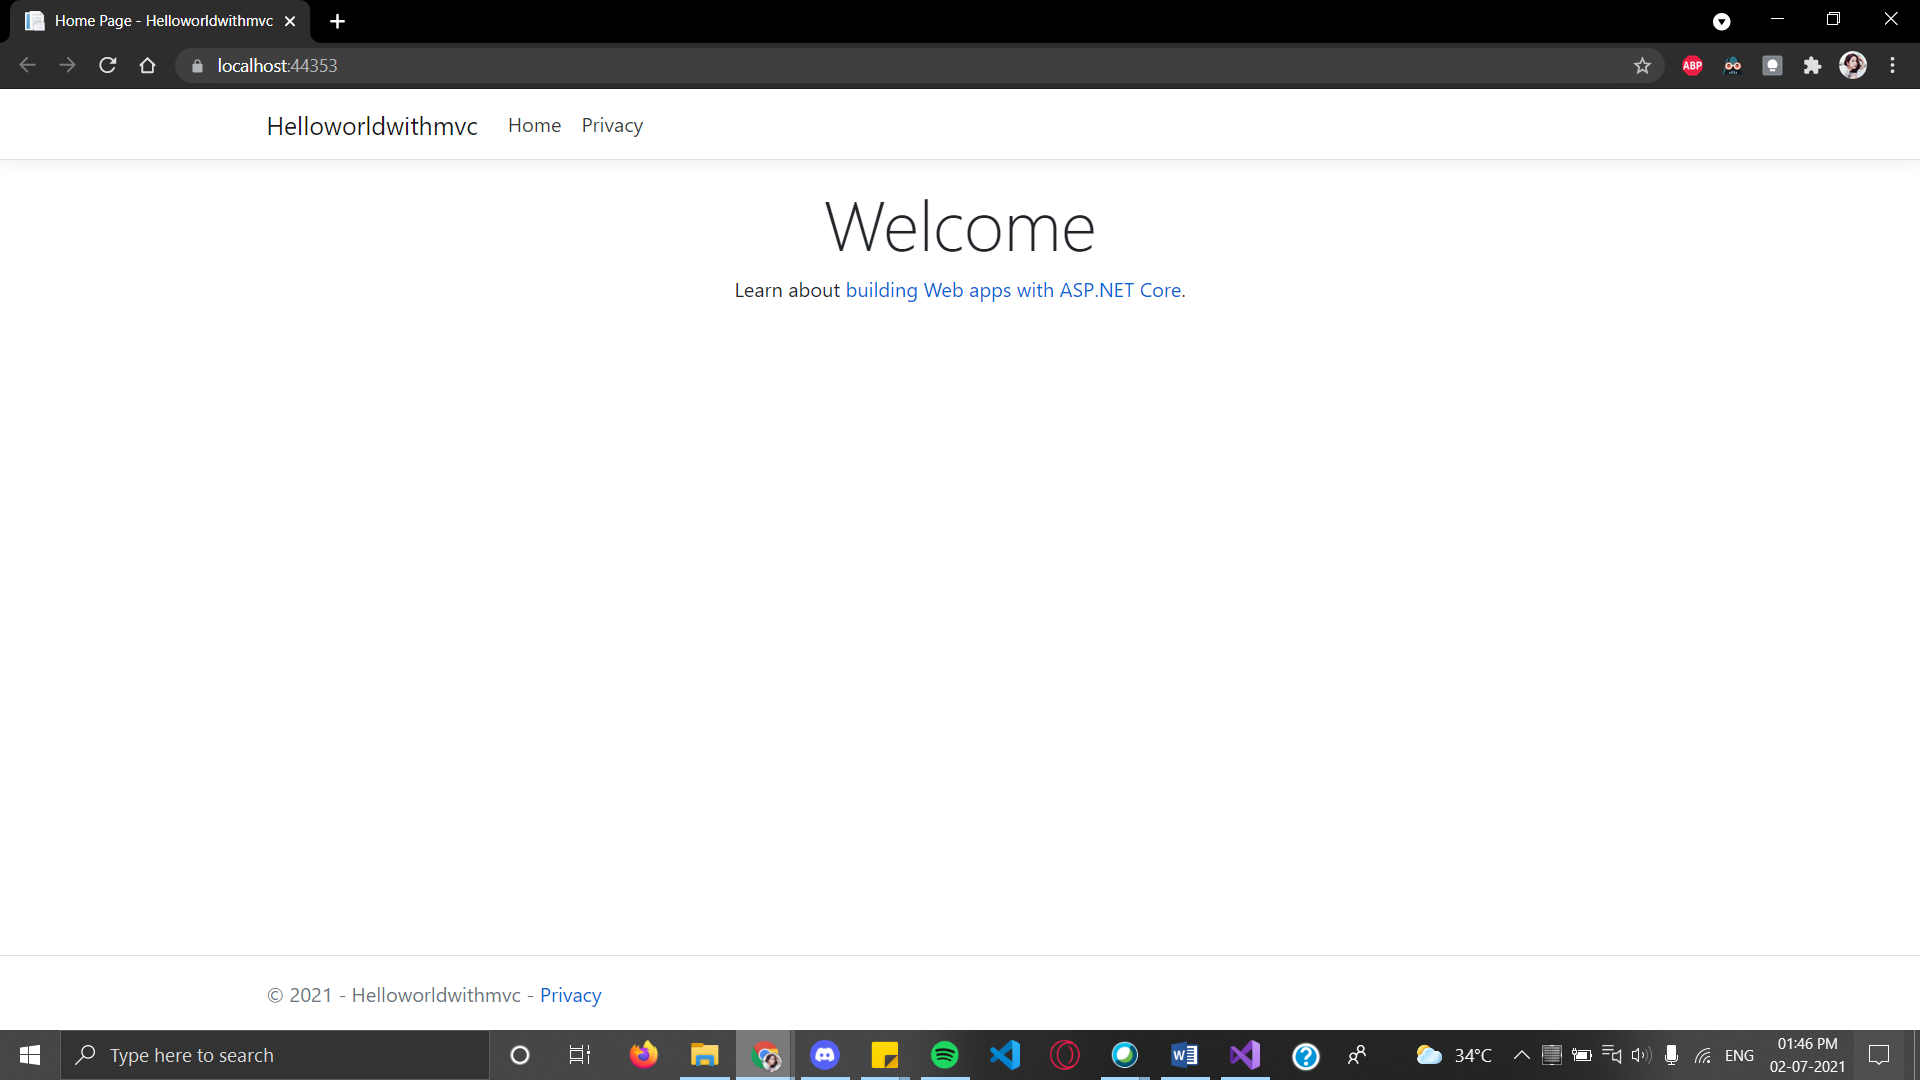 Home Page - Helloworldwithmvc
localhost:44353
ABP
Helloworldwithmvc Home Privacy
Welcome
Learn about building Web apps with ASP.NET Core.
© 2021 - Helloworldwithmvc - Privacy
Type here to search
34°C
ENG
01:46 PM
02-07-2021